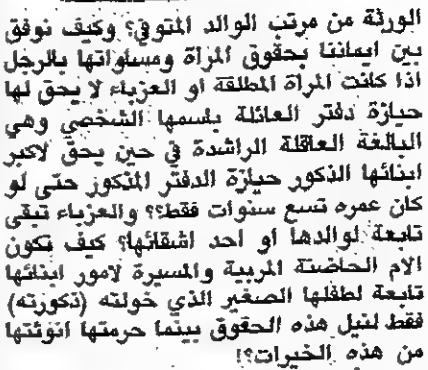 الورثة من مرتب الوالد المتوفي؟ وكيف نوفق
بين ايماننا بحقوق المرأة ومساواتها بالرجل
اذا كانت المرأة المطلقة او العزباء لا يحق لها
حيازة دفتر العائلة باسمها الشخصي وهي
البالغة العاقلة الراشدة في حين يحق لاكبر
ابنائها الذكور حيازة الدفتر المذكور حتى لو
كان عمره تسع سنوات فقط؟؟ والعزباء تبقى
تابعة لوالدها او احد اشقائها؟ كيف تكون
الام الحاضنة المربية والمسيرة لامور ابنائها
تابعة لطفلها الصغير الذي خولته (ذكورته)
فقط لنيل هذه الحقوق بينما حرمتها انوثتها
من هذه الخيرات؟!